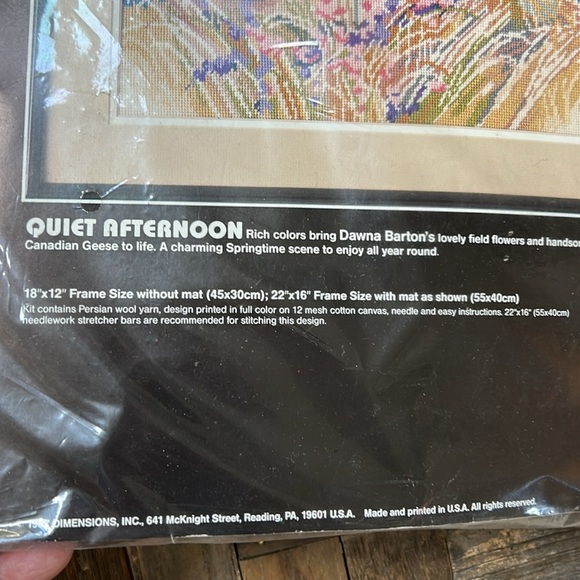 QUIET AFTERNOON Rich colors bring Dawna Barton's lovely field flowers and
Canadian Geese to life. A charming Springtime scene to enjoy all year round.
18"x12" Frame Size without mat (45x30cm); 22"x16" Frame Size with mat as shown (55x40cm)
Kit contains Persian wool yarn, design printed in full color on 12 mesh cotton canvas, needle and easy instructions. 22"x16" (55x40cm)
needlework stretcher bars are recommended for stitching this design.
DIMENSIONS, INC., 641 McKnight Street, Reading, PA, 19601 U.S.A. Made and printed in U.S.A. All rights reserved.